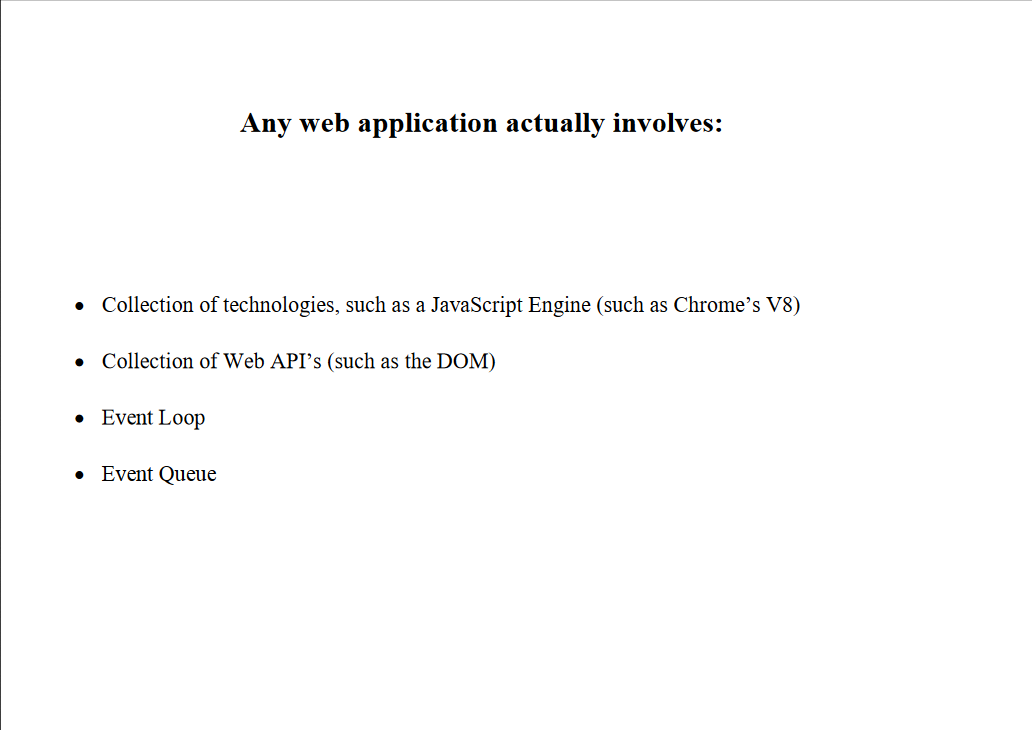 Any web application actually involves:
• Collection of technologies, such as a JavaScript Engine (such as Chrome’s V8)
• Collection of Web API’s (such as the DOM)
• Event Loop
• Event Queue